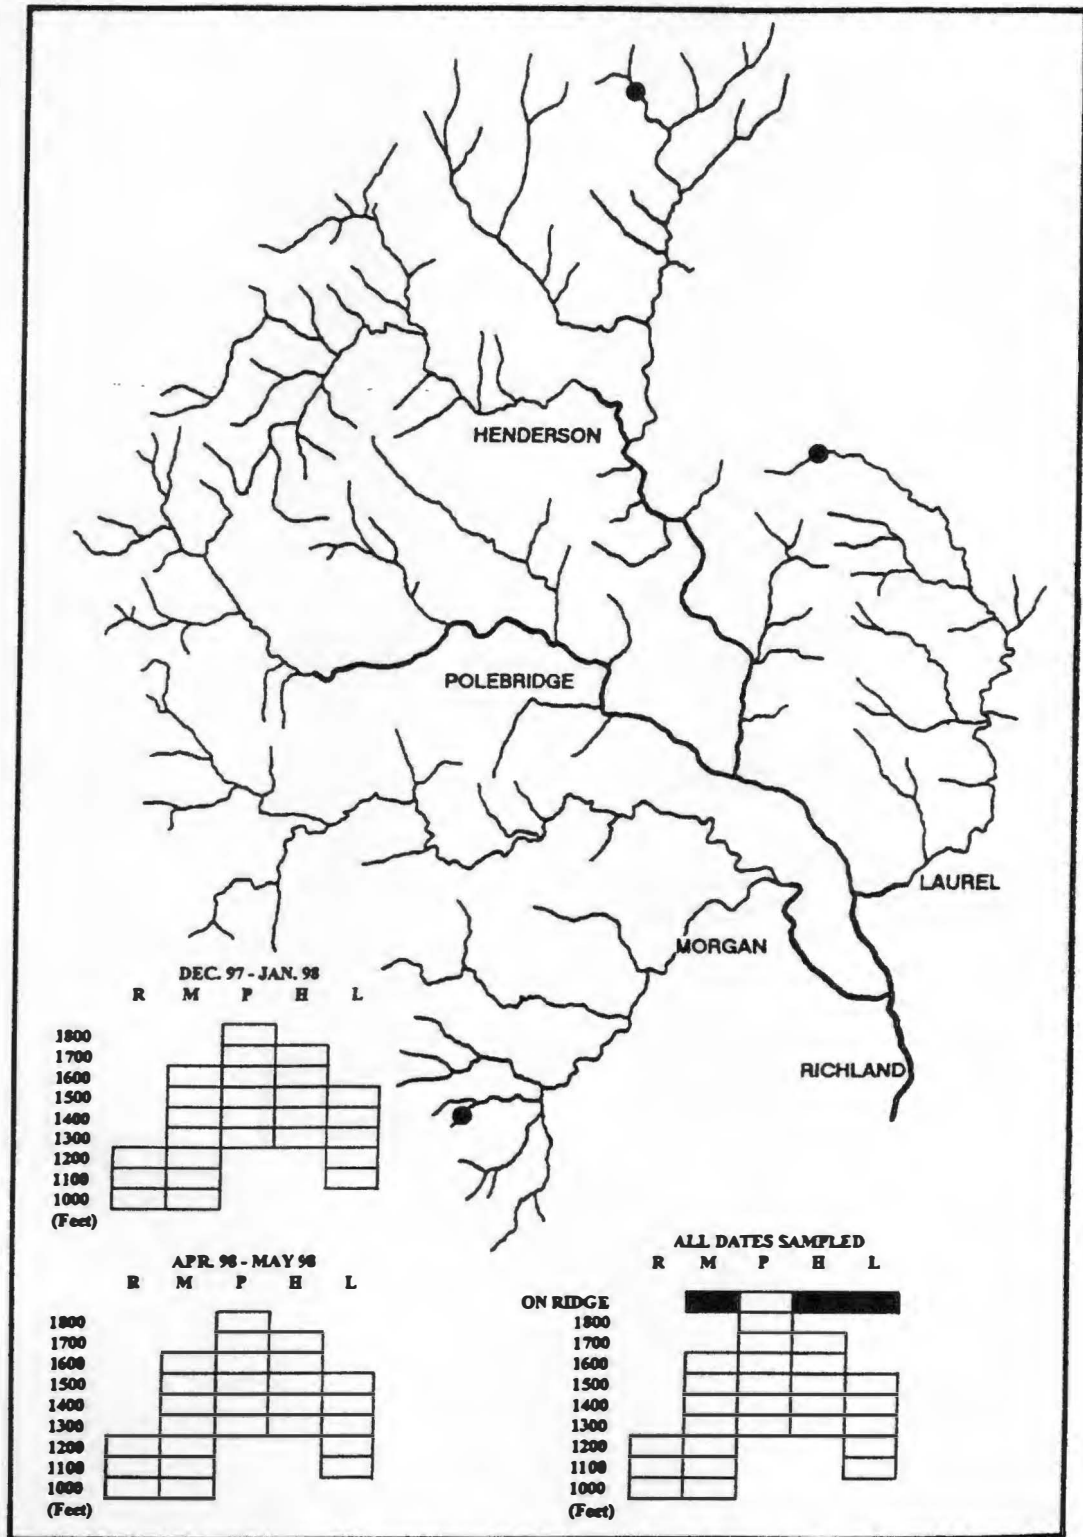 HENDERSON
POLEBRIDGE
LAUREL
MORGAN
RICHLAND
DEC. 97 - JAN. 98
R M P H L
1800
1700
1600
1500
1400
1300
1200
1100
1000
(Feet)
APR. 98 - MAY 98
R M P H L
1800
1700
1600
1500
1400
1300
1200
1100
1000
(Feet)
ALL DATES SAMPLED
R M P H L
ON RIDGE
1800
1700
1600
1500
1400
1300
1200
1100
1000
(Feet)